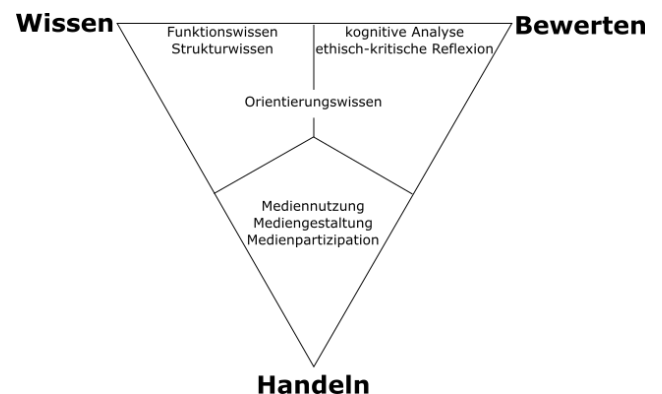 Wissen
Bewerten
Funktionswissen
Strukturwissen
kognitive Analyse
ethisch-kritische Reflexion
Orientierungswissen
Mediennutzung
Mediengestaltung
Medienpartizipation
Handeln